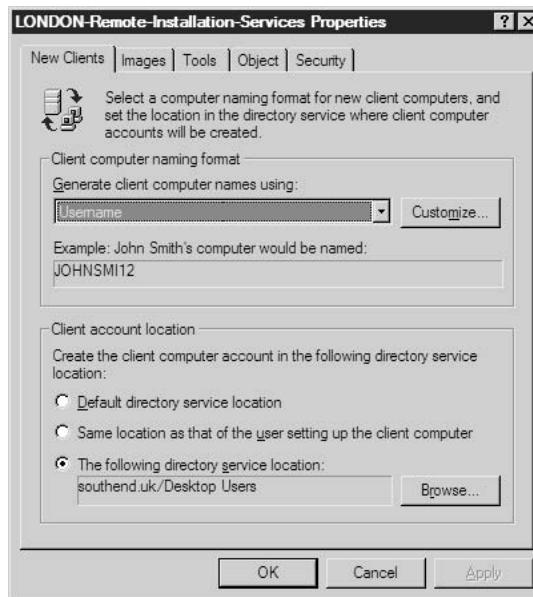 LONDON-Remote-Installation-Services Properties
New Clients Images Tools Object Security
Select a computer naming format for new client computers, and
set the location in the directory service where client computer
accounts will be created.
Client computer naming format
Generate client computer names using:
Username
Customize...
Example: John Smith's computer would be named:
JOHNSMI12
Client account location
Create the client computer account in the following directory service
location:
Default directory service location
Same location as that of the user setting up the client computer
The following directory service location:
southend.uk/Desktop Users
Browse...
OK Cancel Apply